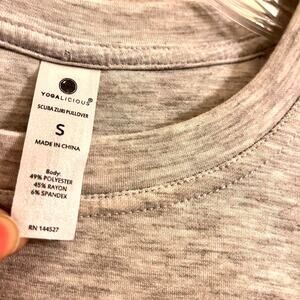 S
YOGALICIOUS®
SCUBA ZURI PULLOVER
S
MADE IN CHINA
Body:
49% POLYESTER
45% RAYON
6% SPANDEX
RN 144527